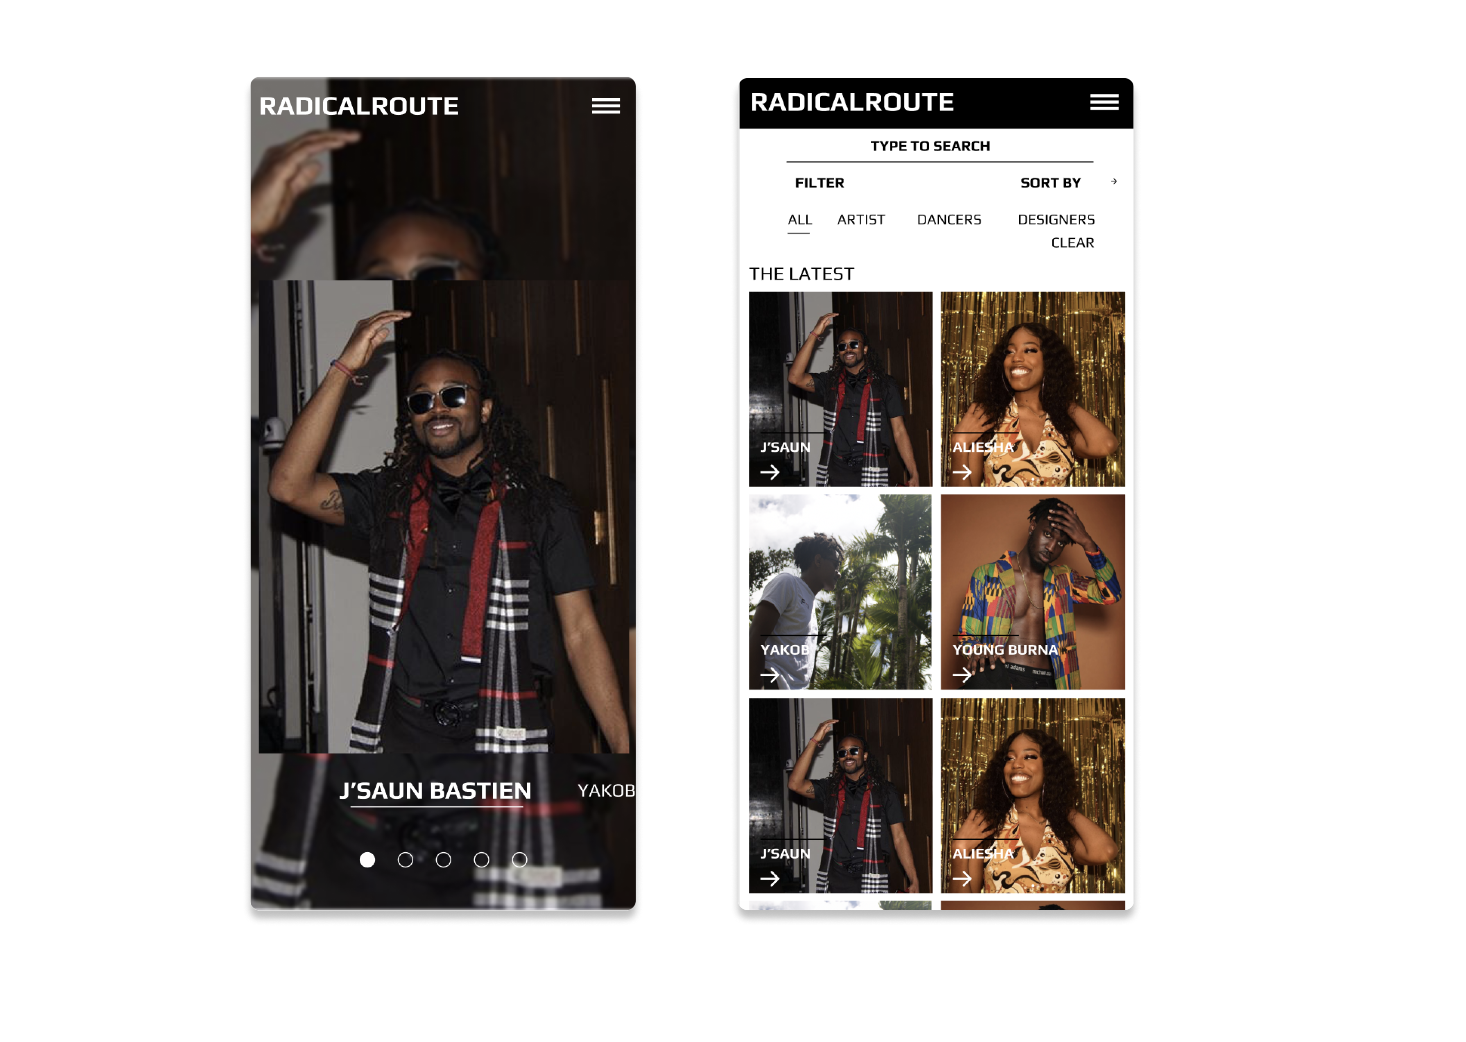 RADICALROUTE
J'SAUN BASTIEN
YAKOB
RADICALROUTE
TYPE TO SEARCH
FILTER SORT BY →
ALL ARTIST DANCERS DESIGNERS
CLEAR
THE LATEST
J'SAUN
→
ALIESHA
→
YAKOB
→
YOUNG BURNA
→
J'SAUN
→
ALIESHA
→